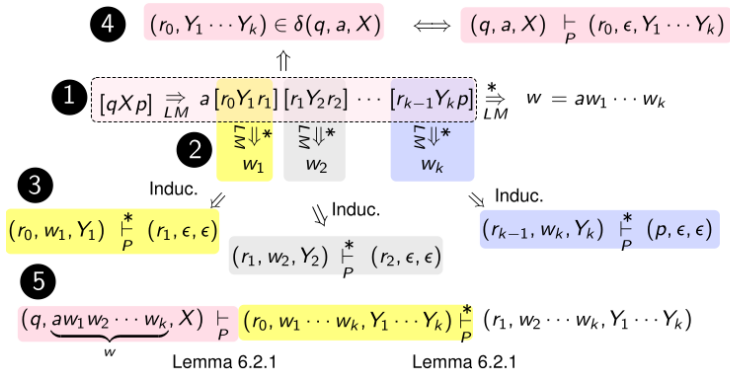 4 (r₀, Y₁ ⋯ Yₖ) ∈ δ(q, a, X) ⟺ (q, a, X) ⊢_P (r₀, ϵ, Y₁ ⋯ Yₖ)
⇑
1 [qXp] ⇒_LM a [r₀Y₁r₁] [r₁Y₂r₂] ⋯ [rₖ₋₁Yₖp] ⇒*_LM w = aw₁ ⋯ wₖ
2 LM ⇓* LM ⇓* LM ⇓*
w₁ w₂ wₖ
3 Induc. ⇙ ⇘ Induc. ⇘ Induc.
(r₀, w₁, Y₁) ⊢*_P (r₁, ϵ, ϵ) (rₖ₋₁, wₖ, Yₖ) ⊢*_P (p, ϵ, ϵ)
(r₁, w₂, Y₂) ⊢*_P (r₂, ϵ, ϵ)
5
(q, aw₁w₂ ⋯ wₖ, X) ⊢_P (r₀, w₁ ⋯ wₖ, Y₁ ⋯ Yₖ) ⊢*_P (r₁, w₂ ⋯ wₖ, Y₁ ⋯ Yₖ)
w
Lemma 6.2.1 Lemma 6.2.1